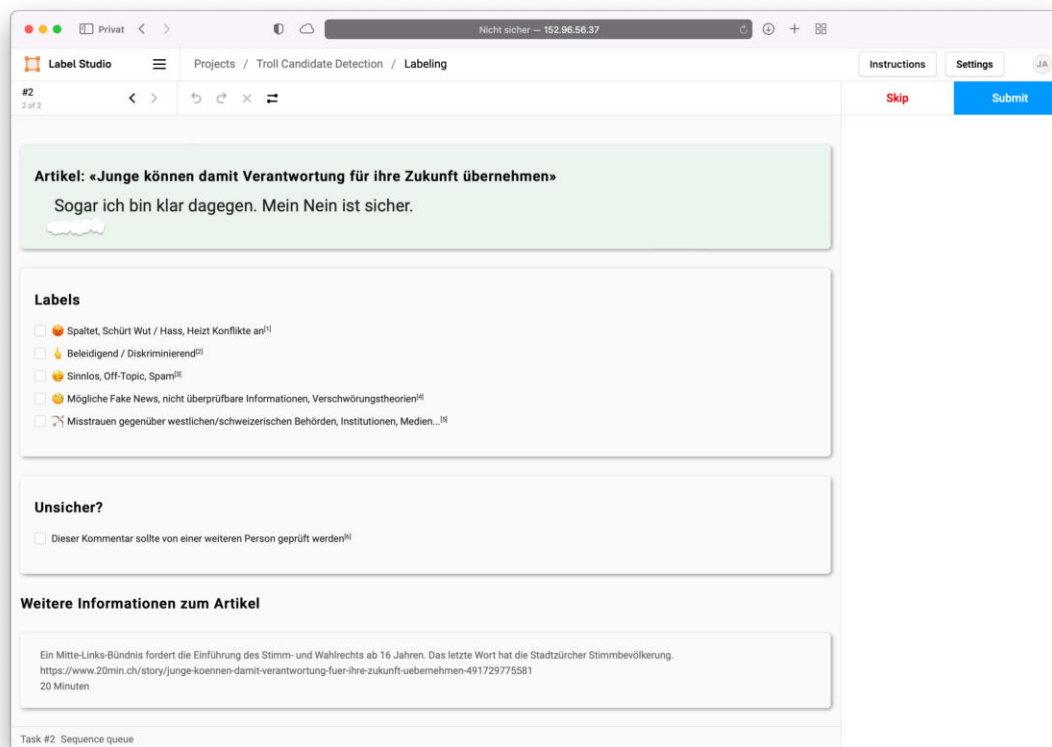 Privat
Nicht sicher — 152.96.56.37
Label Studio
Projects / Troll Candidate Detection / Labeling
Instructions
Settings
JA
#2
2 of 2
Skip
Submit
Artikel: «Junge können damit Verantwortung für ihre Zukunft übernehmen»
Sogar ich bin klar dagegen. Mein Nein ist sicher.
Labels
Spaltet, Schürt Wut / Hass, Heizt Konflikte an[1]
Beleidigend / Diskriminierend[2]
Sinnlos, Off-Topic, Spam[3]
Mögliche Fake News, nicht überprüfbare Informationen, Verschwörungstheorien[4]
Misstrauen gegenüber westlichen/schweizerischen Behörden, Institutionen, Medien...[5]
Unsicher?
Dieser Kommentar sollte von einer weiteren Person geprüft werden[6]
Weitere Informationen zum Artikel
Ein Mitte-Links-Bündnis fordert die Einführung des Stimm- und Wahlrechts ab 16 Jahren. Das letzte Wort hat die Stadtzürcher Stimmbevölkerung.
https://www.20min.ch/story/junge-koennen-damit-verantwortung-fuer-ihre-zukunft-uebernehmen-491729775581
20 Minuten
Task #2 Sequence queue